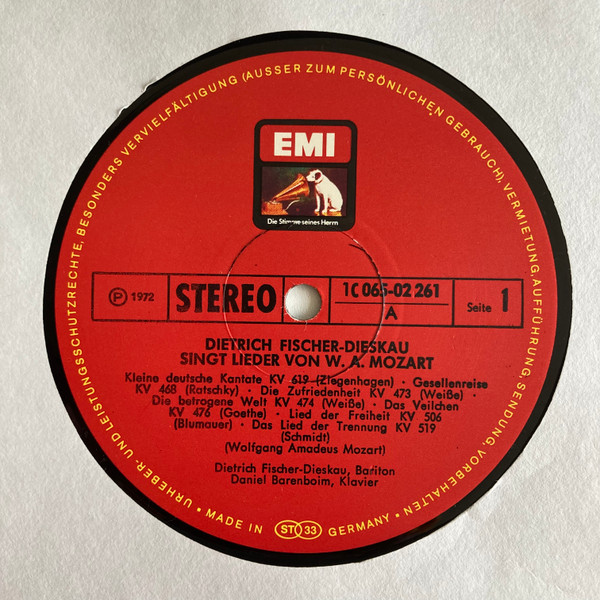 URHEBER- UND LEISTUNGSSCHUTZRECHTE, BESONDERS VERVIELFÄLTIGUNG (AUSSER ZUM PERSÖNLICHEN GEBRAUCH), VERMIETUNG, AUFFÜHRUNG, SENDUNG, VORBEHALTEN
EMI
Die Stimme seines Herrn
Ⓟ 1972
STEREO
1C 065-02 261
A
Seite 1
DIETRICH FISCHER-DIESKAU
SINGT LIEDER VON W. A. MOZART
Kleine deutsche Kantate KV 619 (Ziegenhagen) · Gesellenreise
KV 468 (Ratschky) · Die Zufriedenheit KV 473 (Weiße) ·
Die betrogene Welt KV 474 (Weiße) · Das Veilchen
KV 476 (Goethe) · Lied der Freiheit KV 506
(Blumauer) · Das Lied der Trennung KV 519
(Schmidt)
(Wolfgang Amadeus Mozart)
Dietrich Fischer-Dieskau, Bariton
Daniel Barenboim, Klavier
• MADE IN ST 33 GERMANY •